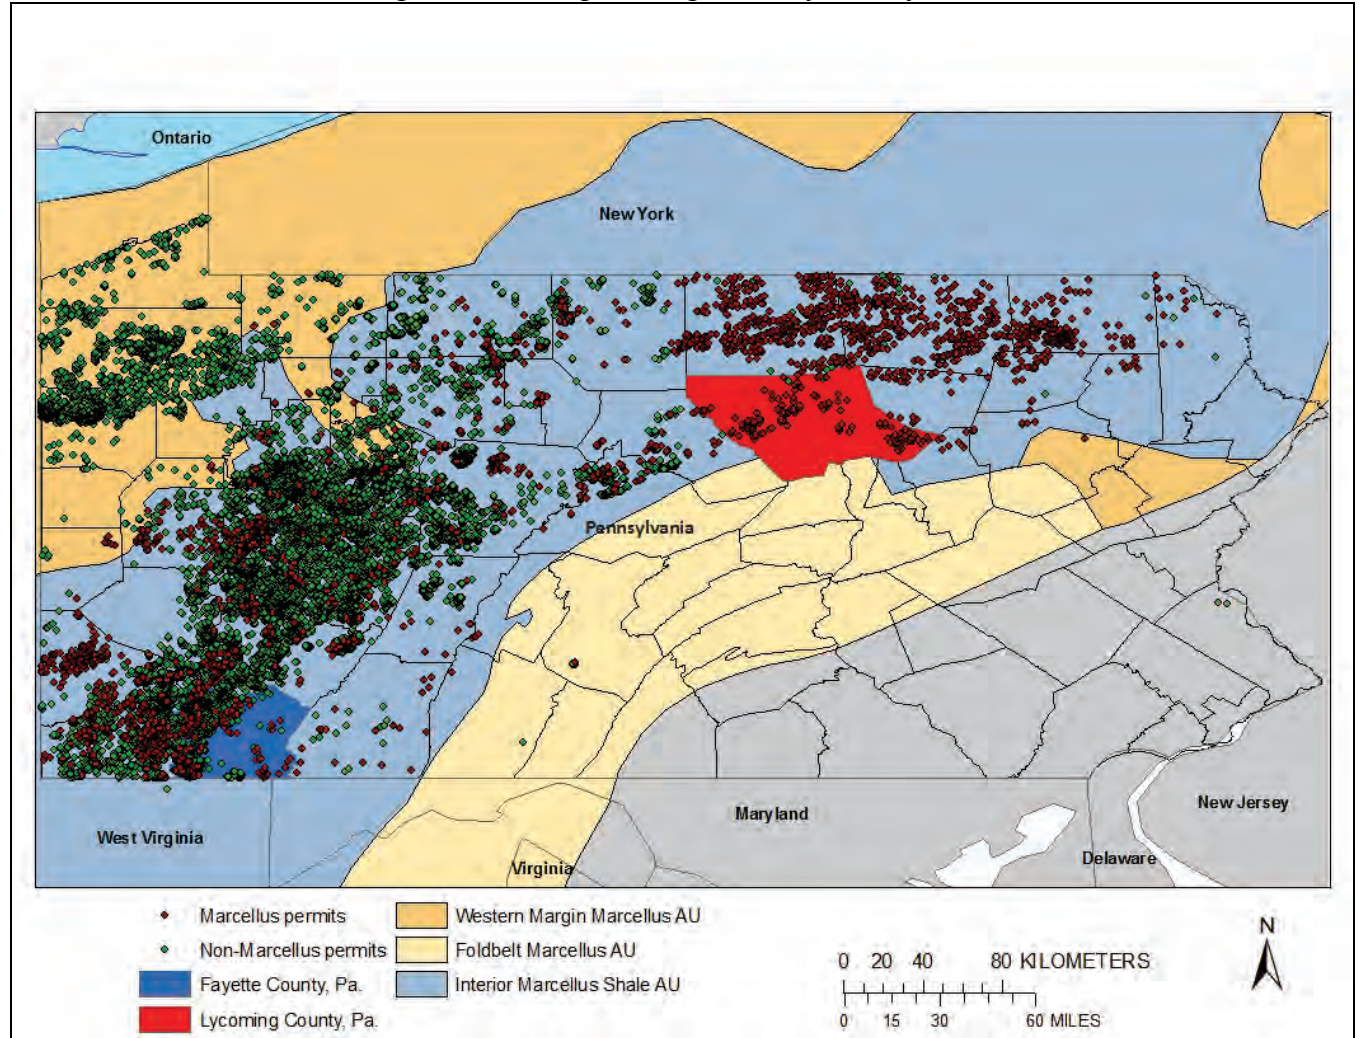 Ontario
New York
Pennsylvania
Maryland
New Jersey
West Virginia
Virginia
Delaware
Marcellus permits
Non-Marcellus permits
Fayette County, Pa.
Lycoming County, Pa.
Western Margin Marcellus AU
Foldbelt Marcellus AU
Interior Marcellus Shale AU
0 20 40 80 KILOMETERS
0 15 30 60 MILES
N